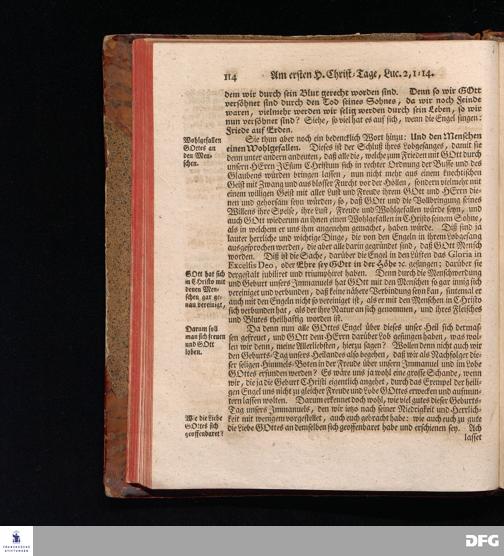 114 Am ersten H. Christ-Tage, Luc. 2, 1-14.
dem wir durch sein Blut gerecht worden sind. Denn so wir GOtt
versöhnet sind durch den Tod seines Sohnes, da wir noch Feinde
waren, vielmehr werden wir selig werden durch sein Leben, so wir
nun versöhnet sind? Siehe, so viel hat es auf sich, wenn die Engel singen:
Friede auf Erden.
Wohlgefallen
GOttes an
den Men-
schen.
Sie thun aber noch ein bedencklich Wort hinzu: Und den Menschen
einen Wohlgefallen. Dieses ist der Schluß ihres Lobgesanges, damit sie
denn unter andern andeuten, daß alle die, welche zum Frieden mit GOtt durch
unsern HErrn JEsum Christum sich in rechter Ordnung der Busse und des
Glaubens würden bringen lassen, nun nicht mehr aus einem knechtischen
Geist mit Zwang und aus blosser Furcht vor der Höllen, sondern vielmehr mit
einem willigen Geist mit aller Lust und Freude ihrem GOtt und HErrn die-
nen und gehorsam seyn würden; so, daß GOtt und die Vollbringung seines
Willens ihre Speise, ihre Lust, Freude und Wohlgefallen würde seyn, und
auch GOtt wiederum an ihnen einen Wohlgefallen in Christo seinem Sohne,
als in welchem er uns ihm angenehm gemachet, haben würde. Diß sind ja
lauter herrliche und wichtige Dinge, die von den Engeln in ihrem Lobgesang
ausgesprochen werden, die aber alle darin gegründet sind, daß GOtt Mensch
worden. Diß ist die Sache, darüber die Engel in den Lüften das Gloria in
Excelsis Deo, oder Ehre sey GOtt in der Höhe ꝛc. gesungen; darüber sie
GOtt hat sich
in Christo mit
denen Men-
schen gar ge-
nau vereiniget,
dergestalt jubiliret und triumphiret haben. Denn durch die Menschwerdung
und Geburt unsers Immanuels hat GOtt mit den Menschen so gar innig sich
vereiniget und verbunden, daß keine nähere Verbindung seyn kan, sintemal er
auch mit den Engeln nicht so vereiniget ist, als er mit den Menschen in CHristo
sich verbunden hat, als der ihre Natur an sich genommen, und ihres Fleisches
und Blutes theilhaftig worden ist.
Darum soll
man sich freuen
und GOtt
loben.
Da denn nun alle GOttes Engel über dieses unser Heil sich dermas-
sen gefreuet, und GOtt dem HErrn darüber Lob gesungen haben, was wol-
len wir denn, meine Allerliebsten, hierzu sagen? Wollen denn nicht auch wir
den Geburts-Tag unsers Heilandes also begehen, daß wir als Nachfolger die-
ser seligen Himmels-Boten in der Freude über unsern Immanuel und im Lobe
GOttes erfunden werden? Es wäre uns ja wohl eine grosse Schande, wenn
wir, die ja die Geburt Christi eigentlich angehet, durch das Exempel der heili-
gen Engel uns nicht zu gleicher Freude und Lobe GOttes erwecken und aufmun-
tern lassen wolten. Darum erkennet doch wohl, wie viel gutes dieser Geburts-
Tag unsers Immanuels, den wir itzo nach seiner Niedrigkeit und Herrlich-
Wie die Liebe
GOttes sich
geoffenbaret?
keit mit wenigem vorgestellet, auch euch gebracht habe: wie auch euch zu gute
die Liebe GOttes an demselben sich geoffenbaret habe und erschienen sey. Ach
lasset
FRANCKESCHE
STIFTUNGEN
DFG